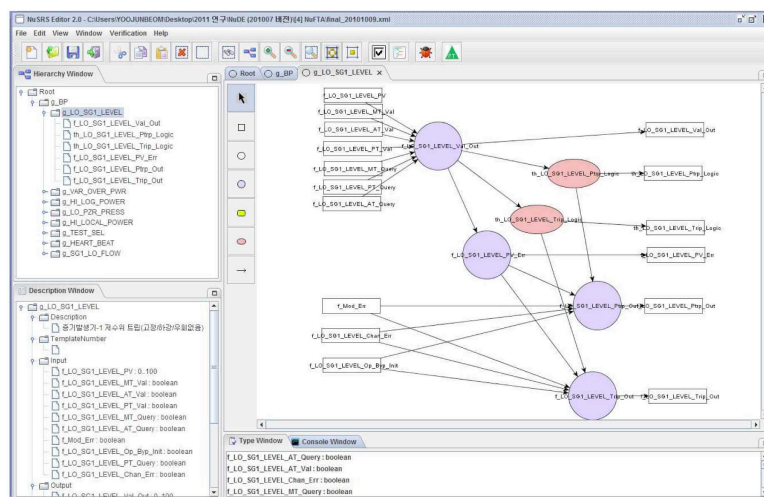 NuSRS Editor 2.0 - C:\Users\YOOJUNBEOM\Desktop\2011 연구\NuDE (201007 버전)\[4] NuFTA\final_20101009.xml
File Edit View Window Verification Help
Hierarchy Window
Root
g_BP
g_LO_SG1_LEVEL
f_LO_SG1_LEVEL_Val_Out
th_LO_SG1_LEVEL_Ptrp_Logic
th_LO_SG1_LEVEL_Trip_Logic
f_LO_SG1_LEVEL_PV_Err
f_LO_SG1_LEVEL_Ptrp_Out
f_LO_SG1_LEVEL_Trip_Out
g_VAR_OVER_PWR
g_HI_LOG_POWER
g_LO_PZR_PRESS
g_HI_LOCAL_POWER
g_TEST_SEL
g_HEART_BEAT
g_SG1_LO_FLOW
Description Window
g_LO_SG1_LEVEL
Description
증기발생기-1 저수위 트립(고정/하강/우회없음)
TemplateNumber
Input
f_LO_SG1_LEVEL_PV : 0..100
f_LO_SG1_LEVEL_MT_Val : boolean
f_LO_SG1_LEVEL_AT_Val : boolean
f_LO_SG1_LEVEL_PT_Val : boolean
f_LO_SG1_LEVEL_MT_Query : boolean
f_LO_SG1_LEVEL_AT_Query : boolean
f_Mod_Err : boolean
f_LO_SG1_LEVEL_Op_Byp_Init : boolean
f_LO_SG1_LEVEL_PT_Query : boolean
f_LO_SG1_LEVEL_Chan_Err : boolean
Output
f_LO_SG1_LEVEL_Val_Out : 0..100
Root
g_BP
g_LO_SG1_LEVEL
f_LO_SG1_LEVEL_PV
f_LO_SG1_LEVEL_MT_Val
f_LO_SG1_LEVEL_AT_Val
f_LO_SG1_LEVEL_PT_Val
f_LO_SG1_LEVEL_MT_Query
f_LO_SG1_LEVEL_PT_Query
f_LO_SG1_LEVEL_AT_Query
f_LO_SG1_LEVEL_Val_Out
f_LO_SG1_LEVEL_Val_Out
th_LO_SG1_LEVEL_Ptrp_Logic
th_LO_SG1_LEVEL_Ptrp_Logic
th_LO_SG1_LEVEL_Trip_Logic
th_LO_SG1_LEVEL_Trip_Logic
f_LO_SG1_LEVEL_PV_Err
f_LO_SG1_LEVEL_PV_Err
f_Mod_Err
f_LO_SG1_LEVEL_Ptrp_Out
f_LO_SG1_LEVEL_Ptrp_Out
f_LO_SG1_LEVEL_Chan_Err
f_LO_SG1_LEVEL_Op_Byp_Init
f_LO_SG1_LEVEL_Trip_Out
f_LO_SG1_LEVEL_Trip_Out
Type Window
Console Window
f_LO_SG1_LEVEL_AT_Query : boolean
f_LO_SG1_LEVEL_AT_Val : boolean
f_LO_SG1_LEVEL_Chan_Err : boolean
f_LO_SG1_LEVEL_MT_Query : boolean